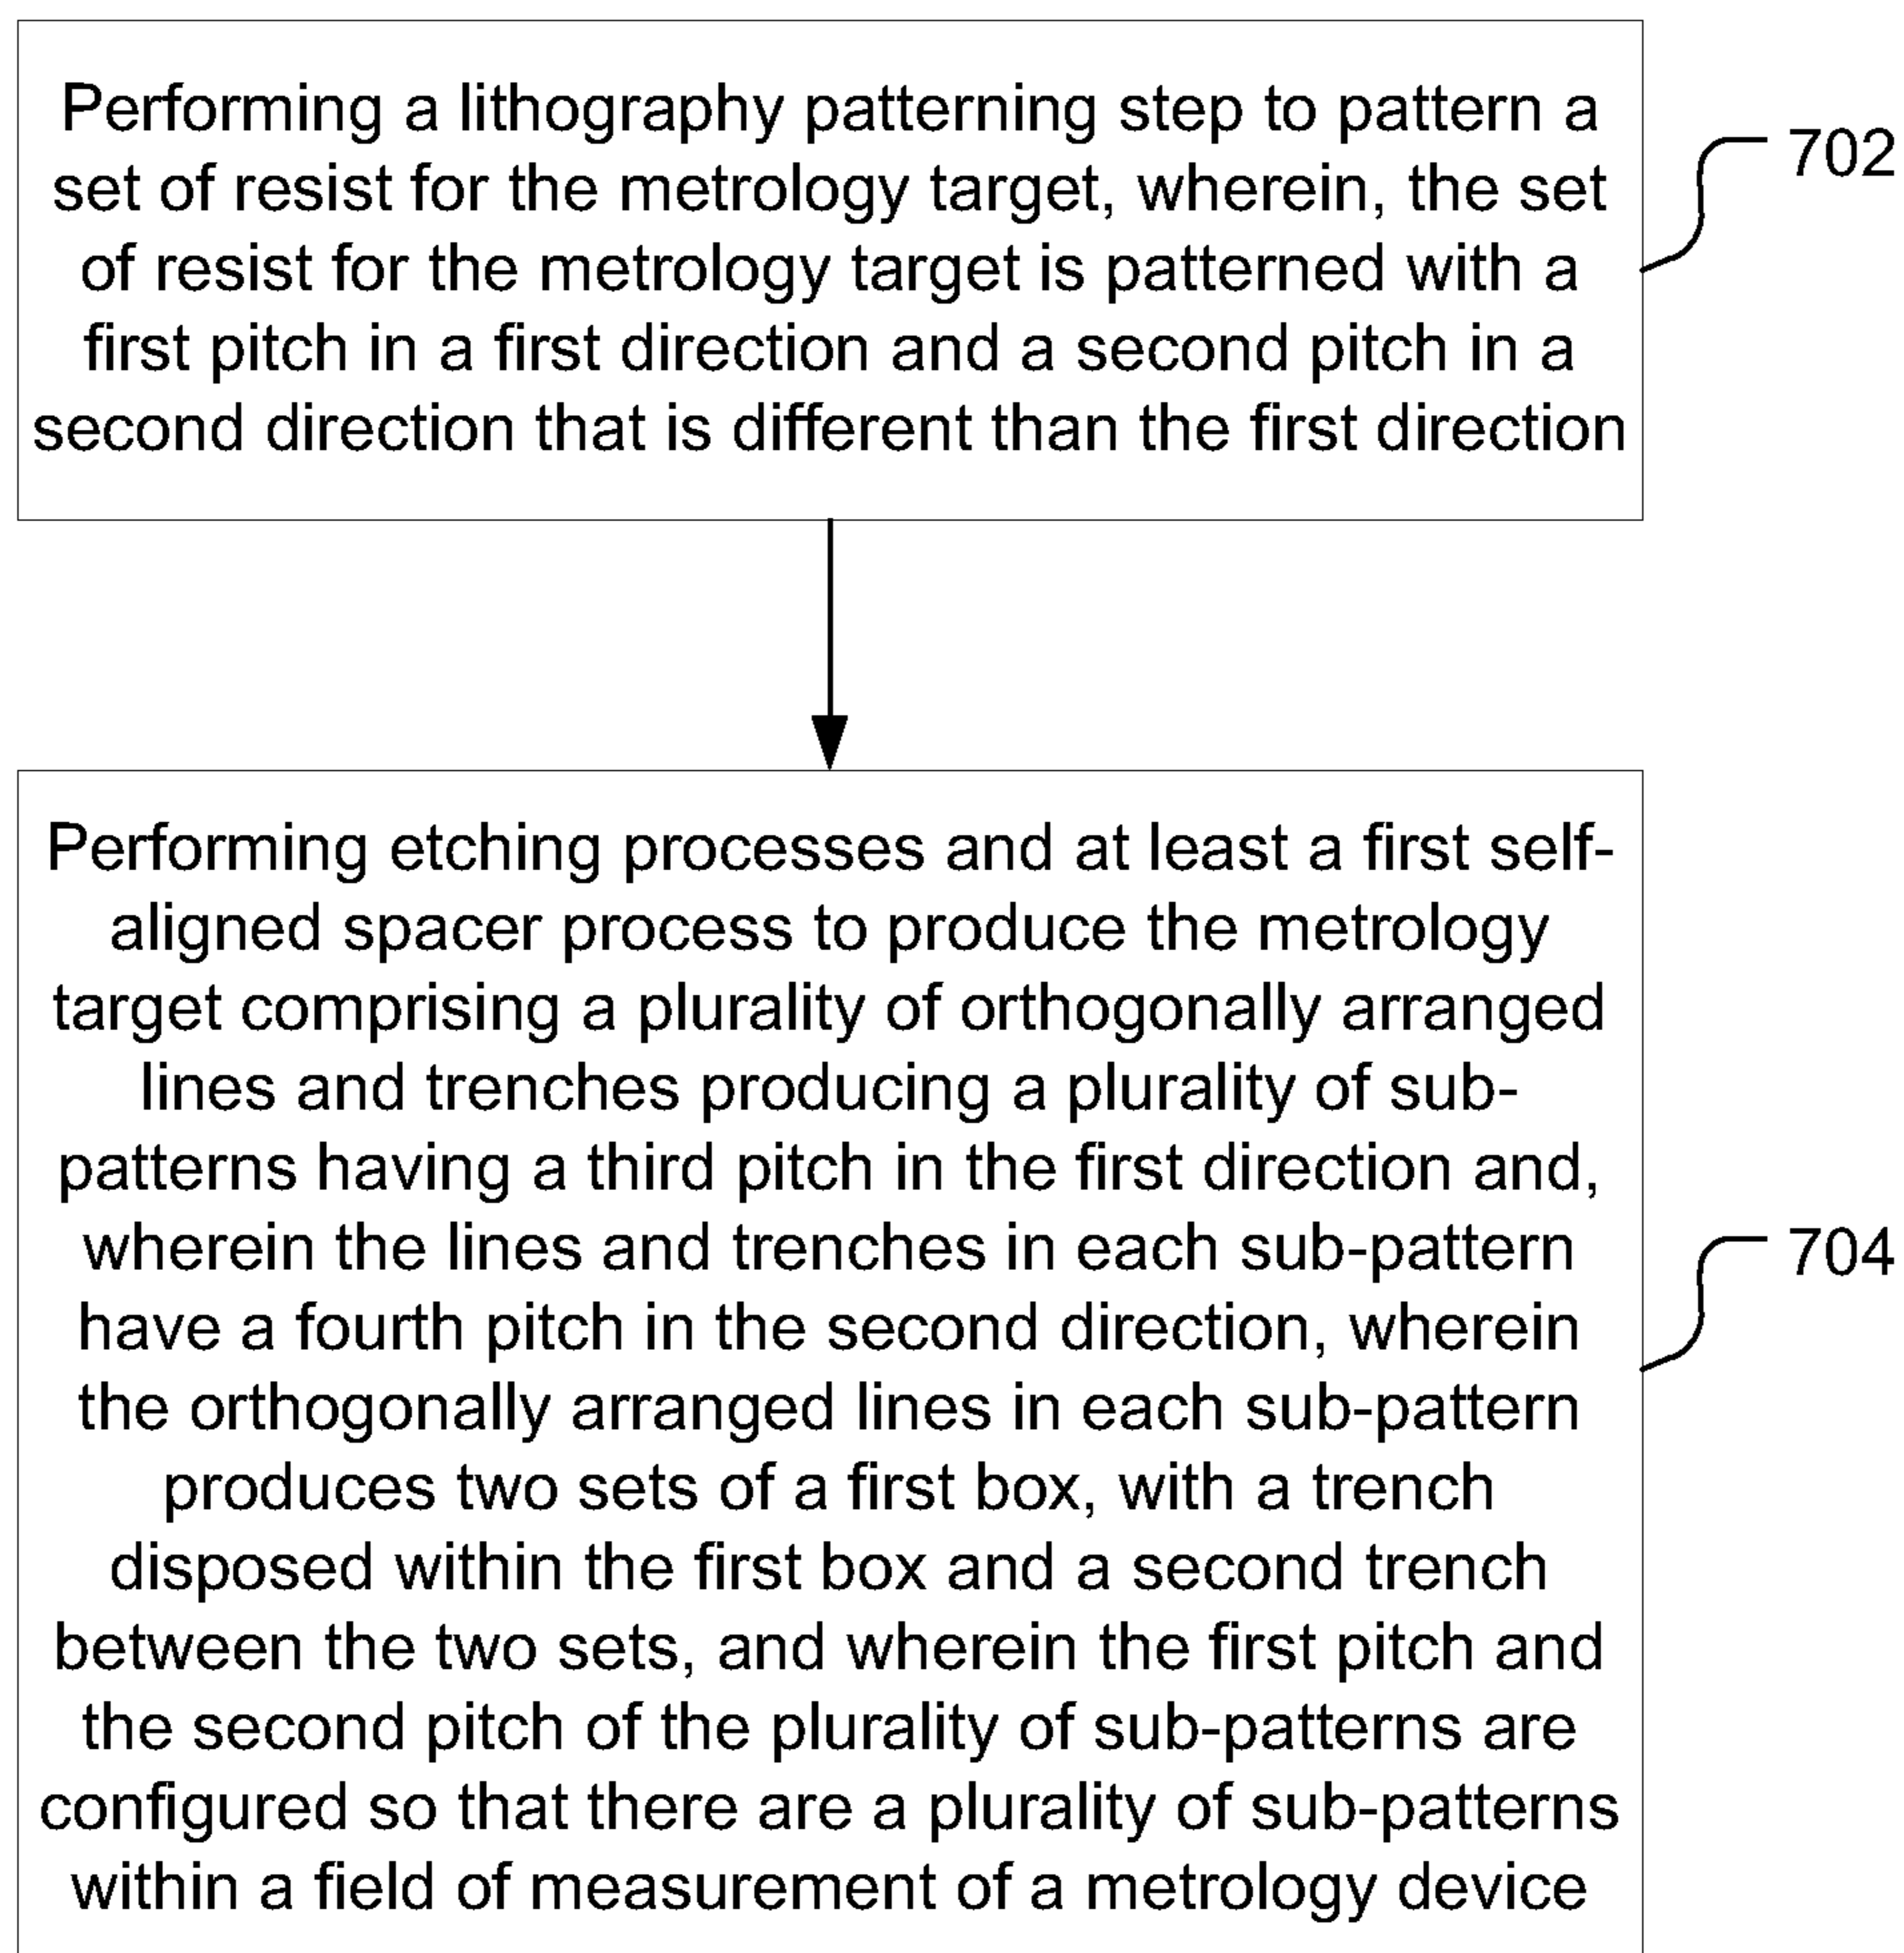 Performing a lithography patterning step to pattern a
set of resist for the metrology target, wherein, the set
of resist for the metrology target is patterned with a
first pitch in a first direction and a second pitch in a
second direction that is different than the first direction
702
Performing etching processes and at least a first self-
aligned spacer process to produce the metrology
target comprising a plurality of orthogonally arranged
lines and trenches producing a plurality of sub-
patterns having a third pitch in the first direction and,
wherein the lines and trenches in each sub-pattern
have a fourth pitch in the second direction, wherein
the orthogonally arranged lines in each sub-pattern
produces two sets of a first box, with a trench
disposed within the first box and a second trench
between the two sets, and wherein the first pitch and
the second pitch of the plurality of sub-patterns are
configured so that there are a plurality of sub-patterns
within a field of measurement of a metrology device
704